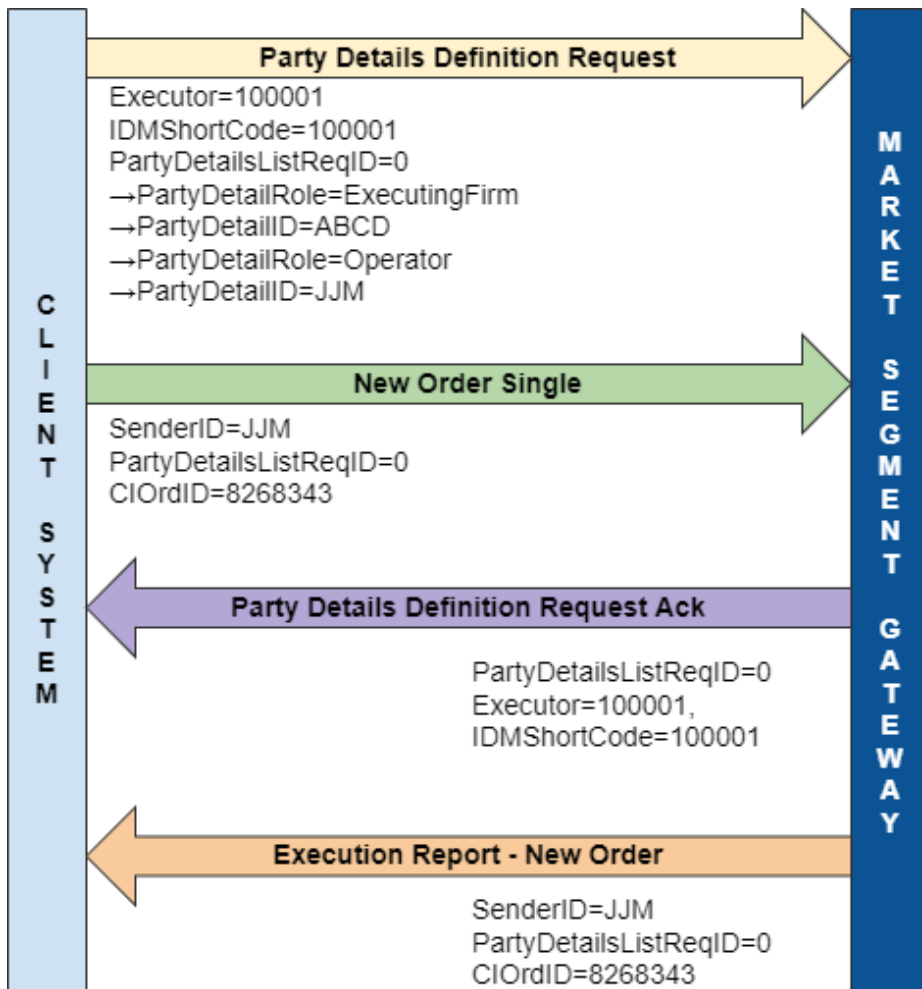 Party Details Definition Request
Executor=100001
IDMShortCode=100001
PartyDetailsListReqID=0
→PartyDetailRole=ExecutingFirm
→PartyDetailID=ABCD
→PartyDetailRole=Operator
→PartyDetailID=JJM
CLIENT SYSTEM
MARKET SEGMENT GATEWAY
New Order Single
SenderID=JJM
PartyDetailsListReqID=0
ClOrdID=8268343
Party Details Definition Request Ack
PartyDetailsListReqID=0
Executor=100001,
IDMShortCode=100001
Execution Report - New Order
SenderID=JJM
PartyDetailsListReqID=0
ClOrdID=8268343